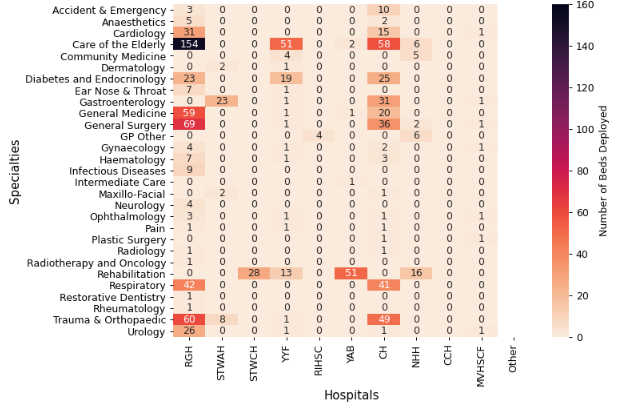 Specialties
Accident & Emergency 3 0 0 0 0 0 10 0 0 0
Anaesthetics 5 0 0 0 0 0 2 0 0 0
Cardiology 31 0 0 0 0 0 15 0 0 1
Care of the Elderly 154 0 0 51 0 2 58 6 0 0
Community Medicine 0 0 0 4 0 0 0 5 0 0
Dermatology 0 2 0 1 0 0 0 0 0 0
Diabetes and Endocrinology 23 0 0 19 0 0 25 0 0 0
Ear Nose & Throat 7 0 0 1 0 0 0 0 0 0
Gastroenterology 0 23 0 1 0 0 31 0 0 1
General Medicine 59 0 0 1 0 1 20 0 0 0
General Surgery 69 0 0 1 0 0 36 2 0 1
GP Other 0 0 0 0 4 0 0 6 0 0
Gynaecology 4 0 0 1 0 0 2 0 0 1
Haematology 7 0 0 1 0 0 3 0 0 0
Infectious Diseases 9 0 0 0 0 0 0 0 0 0
Intermediate Care 0 0 0 0 0 1 0 0 0 0
Maxillo-Facial 0 2 0 0 0 0 1 0 0 0
Neurology 4 0 0 0 0 0 0 0 0 0
Ophthalmology 3 0 0 1 0 0 1 0 0 1
Pain 1 0 0 1 0 0 1 0 0 0
Plastic Surgery 0 0 0 0 0 0 1 0 0 1
Radiology 1 0 0 0 0 0 1 0 0 0
Radiotherapy and Oncology 1 0 0 0 0 0 0 0 0 0
Rehabilitation 0 0 28 13 0 51 0 16 0 0
Respiratory 42 0 0 0 0 0 41 0 0 0
Restorative Dentistry 1 0 0 0 0 0 0 0 0 0
Rheumatology 1 0 0 0 0 0 0 0 0 0
Trauma & Orthopaedic 60 8 0 1 0 0 49 0 0 0
Urology 26 0 0 1 0 0 1 0 0 1
RGH STWAH STWCH YYF RIHSC YAB CH NHH CCH MVHSCF Other
Hospitals
160
140
120
100
80
60
40
20
0
Number of Beds Deployed